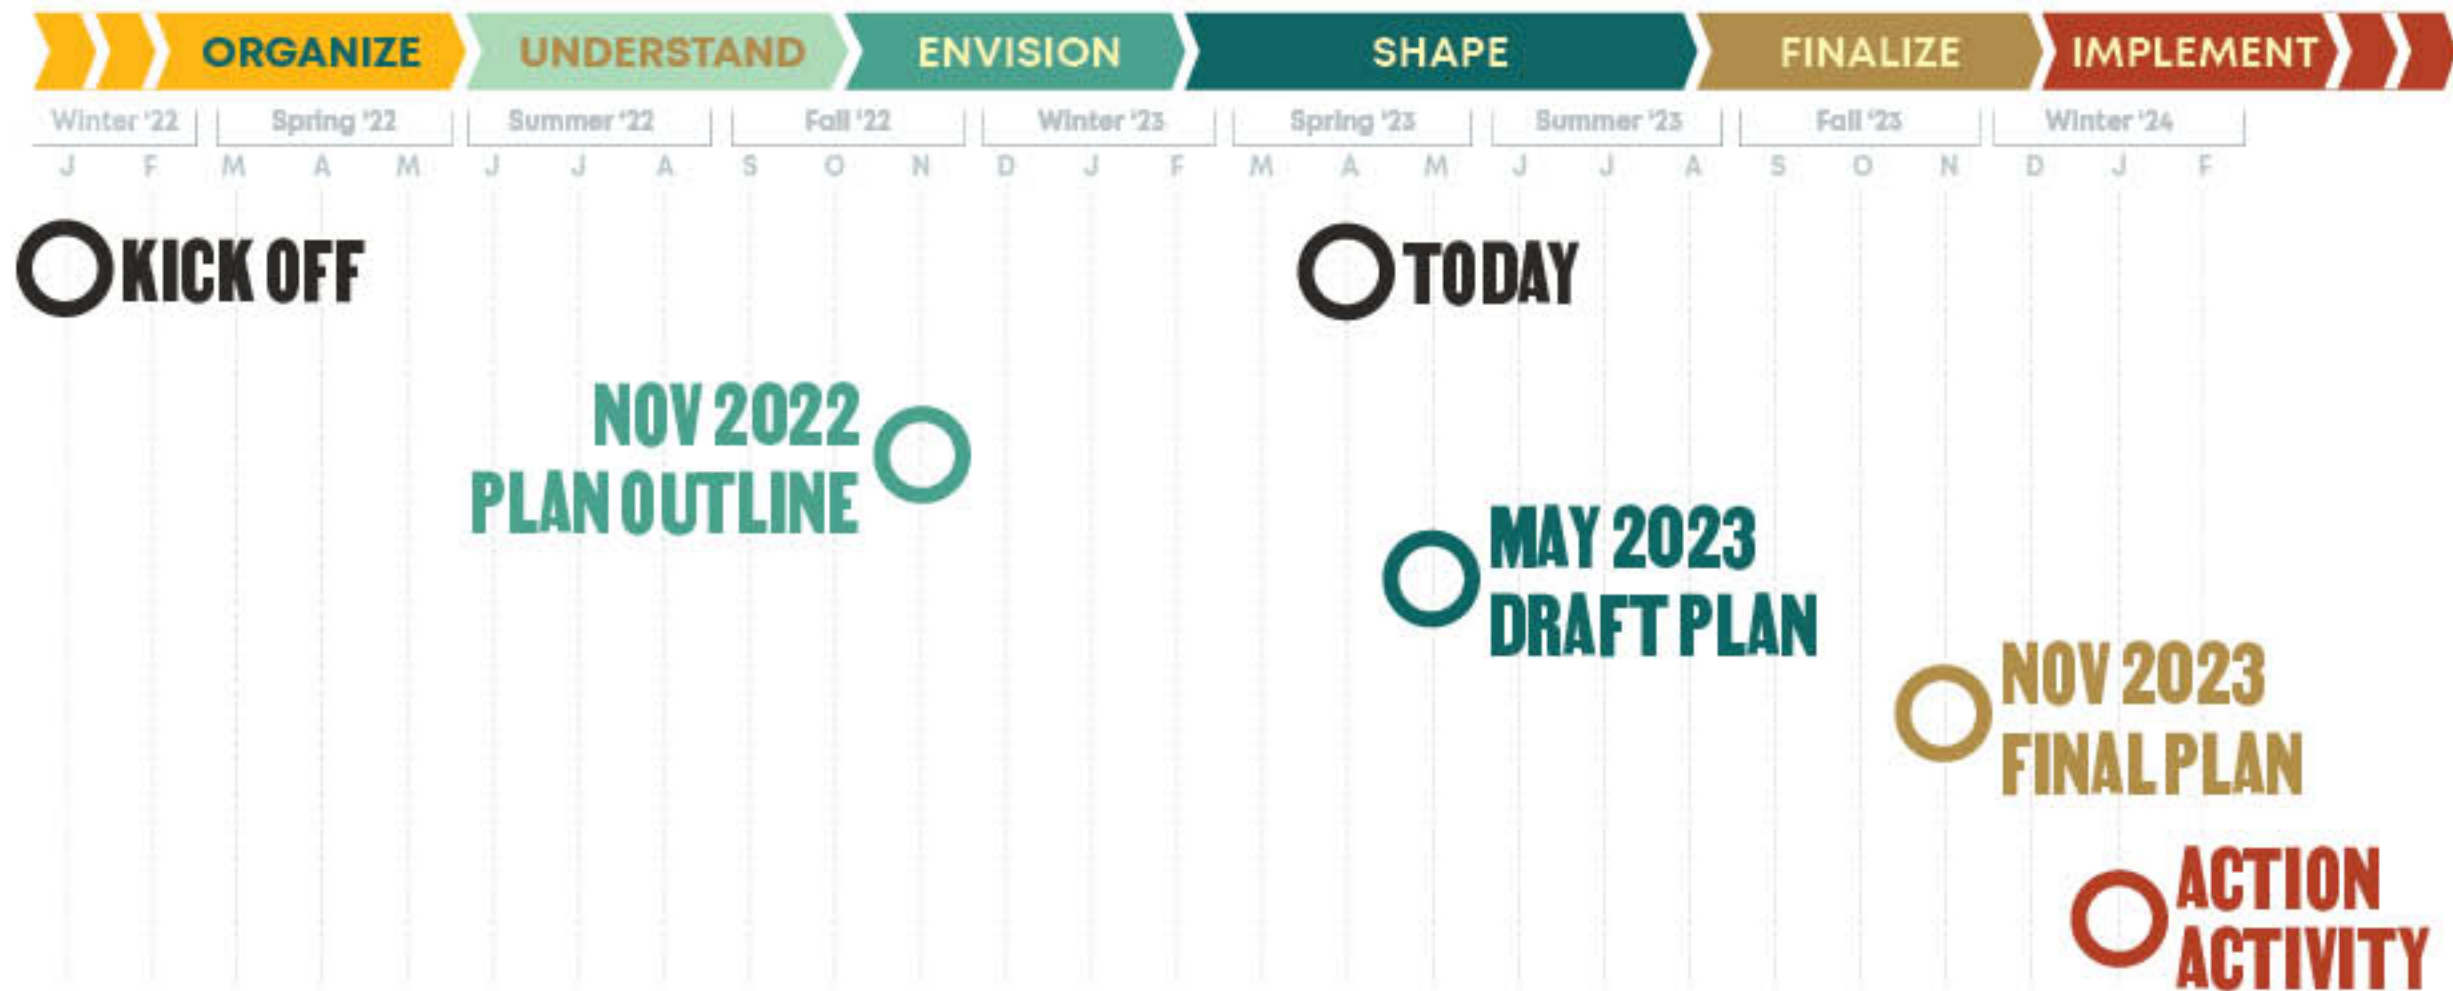 ORGANIZE UNDERSTAND ENVISION SHAPE FINALIZE IMPLEMENT
Winter ‘22 Spring ‘22 Summer ‘22 Fall ‘22 Winter ‘23 Spring ‘23 Summer ‘23 Fall ‘23 Winter ‘24
J F M A M J J A S O N D J F M A M J J A S O N D J F
KICK OFF
TODAY
NOV 2022
PLAN OUTLINE
MAY 2023
DRAFT PLAN
NOV 2023
FINAL PLAN
ACTION
ACTIVITY